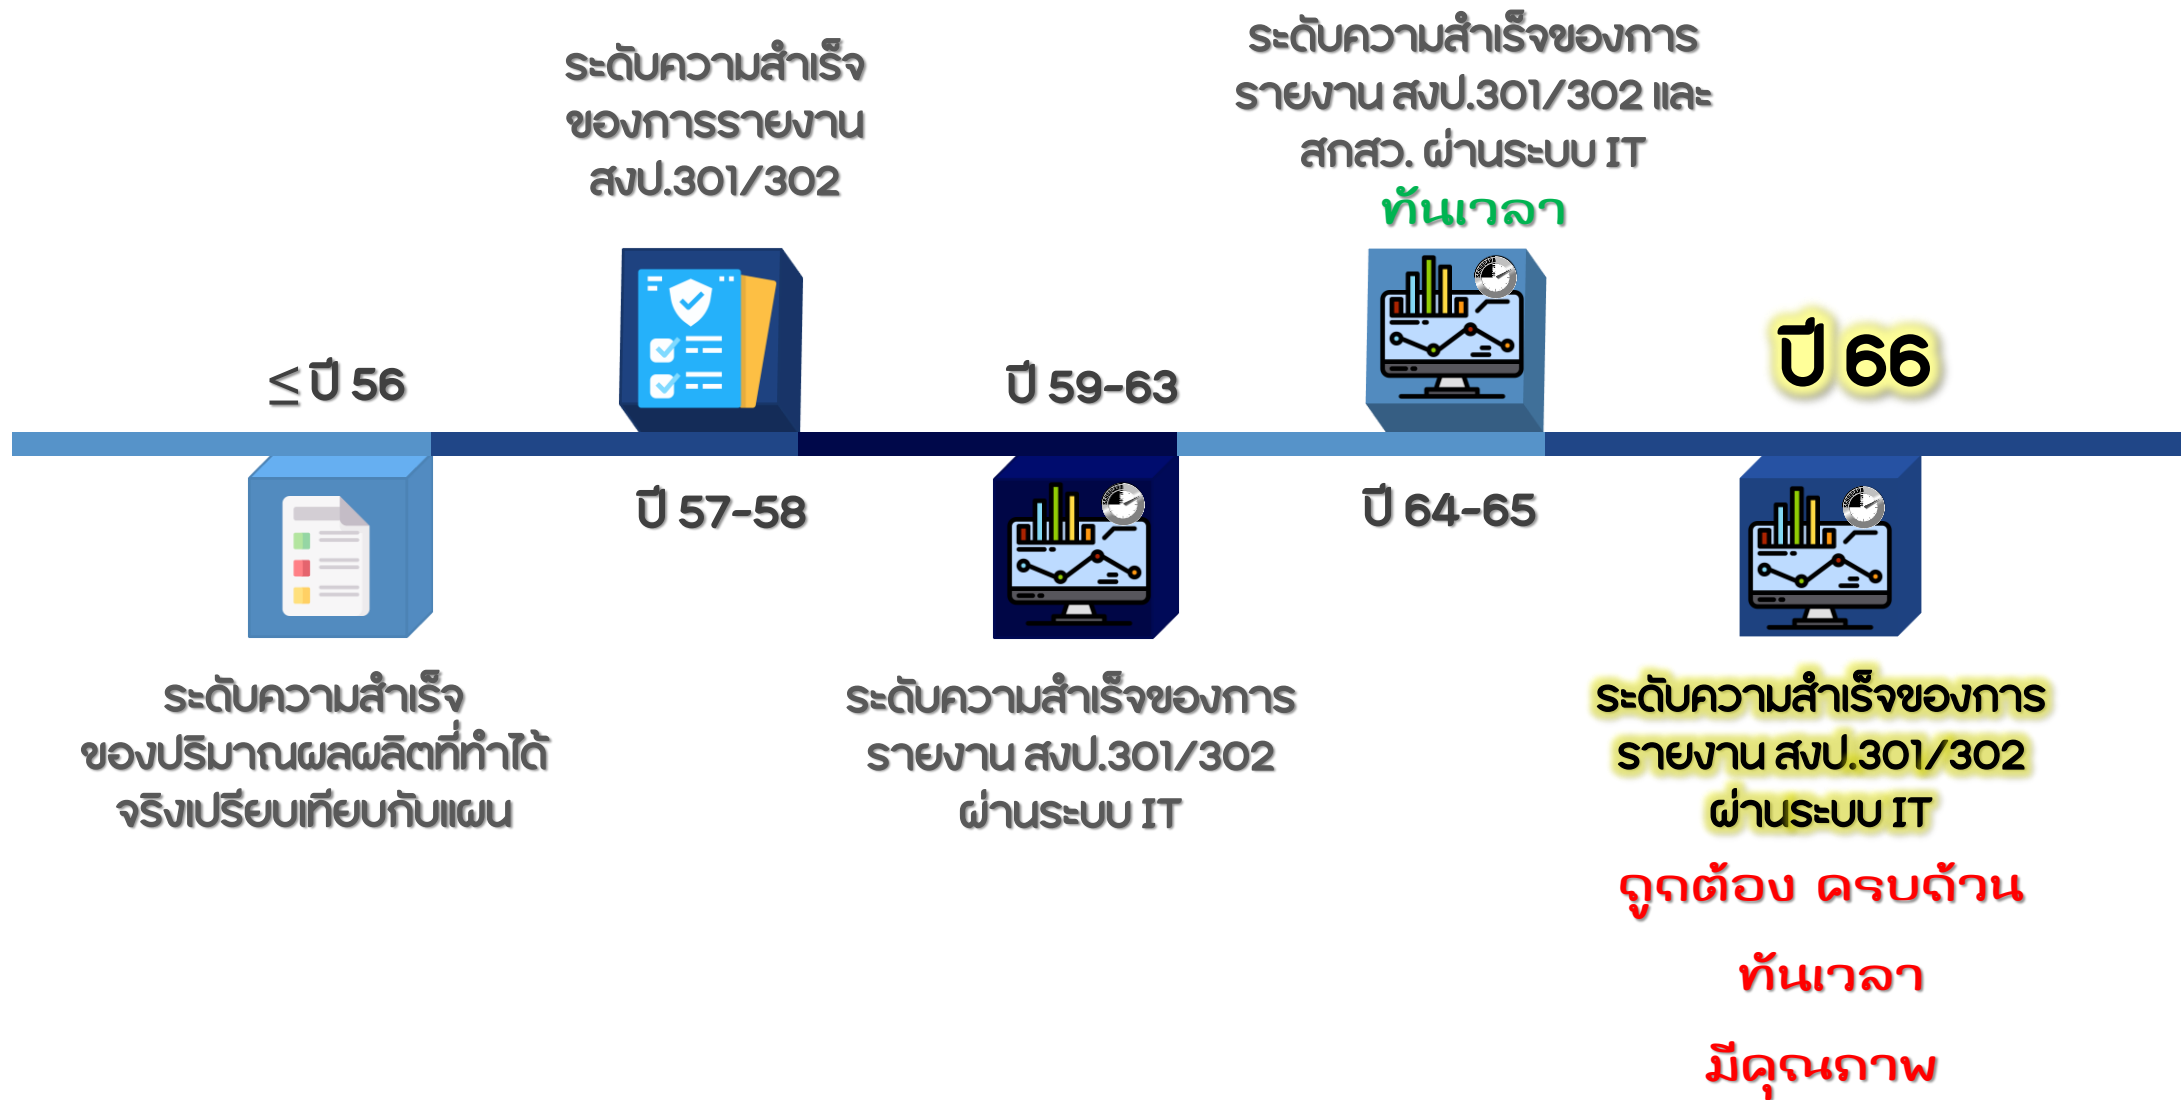 ≤ ปี 56
ระดับความสำเร็จ
ของปริมาณผลผลิตที่ทำได้
จริงเปรียบเทียบกับแผน
ระดับความสำเร็จ
ของการรายงาน
สงป.301/302
ปี 57-58
ปี 59-63
ระดับความสำเร็จของการ
รายงาน สงป.301/302
ผ่านระบบ IT
ระดับความสำเร็จของการ
รายงาน สงป.301/302 และ
สกสว. ผ่านระบบ IT
ทันเวลา
ปี 64-65
ปี 66
ระดับความสำเร็จของการ
รายงาน สงป.301/302
ผ่านระบบ IT
ถูกต้อง ครบถ้วน
ทันเวลา
มีคุณภาพ